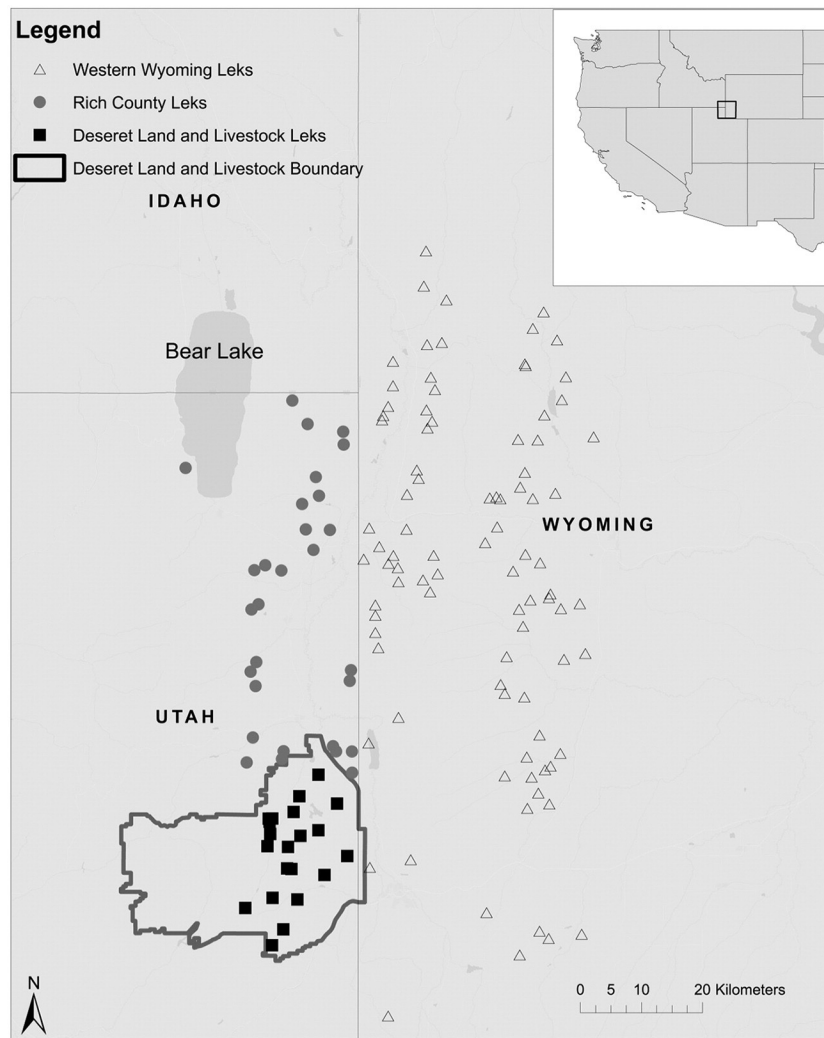 Legend
Western Wyoming Leks
Rich County Leks
Deseret Land and Livestock Leks
Deseret Land and Livestock Boundary
IDAHO
Bear Lake
WYOMING
UTAH
N
0 5 10 20 Kilometers